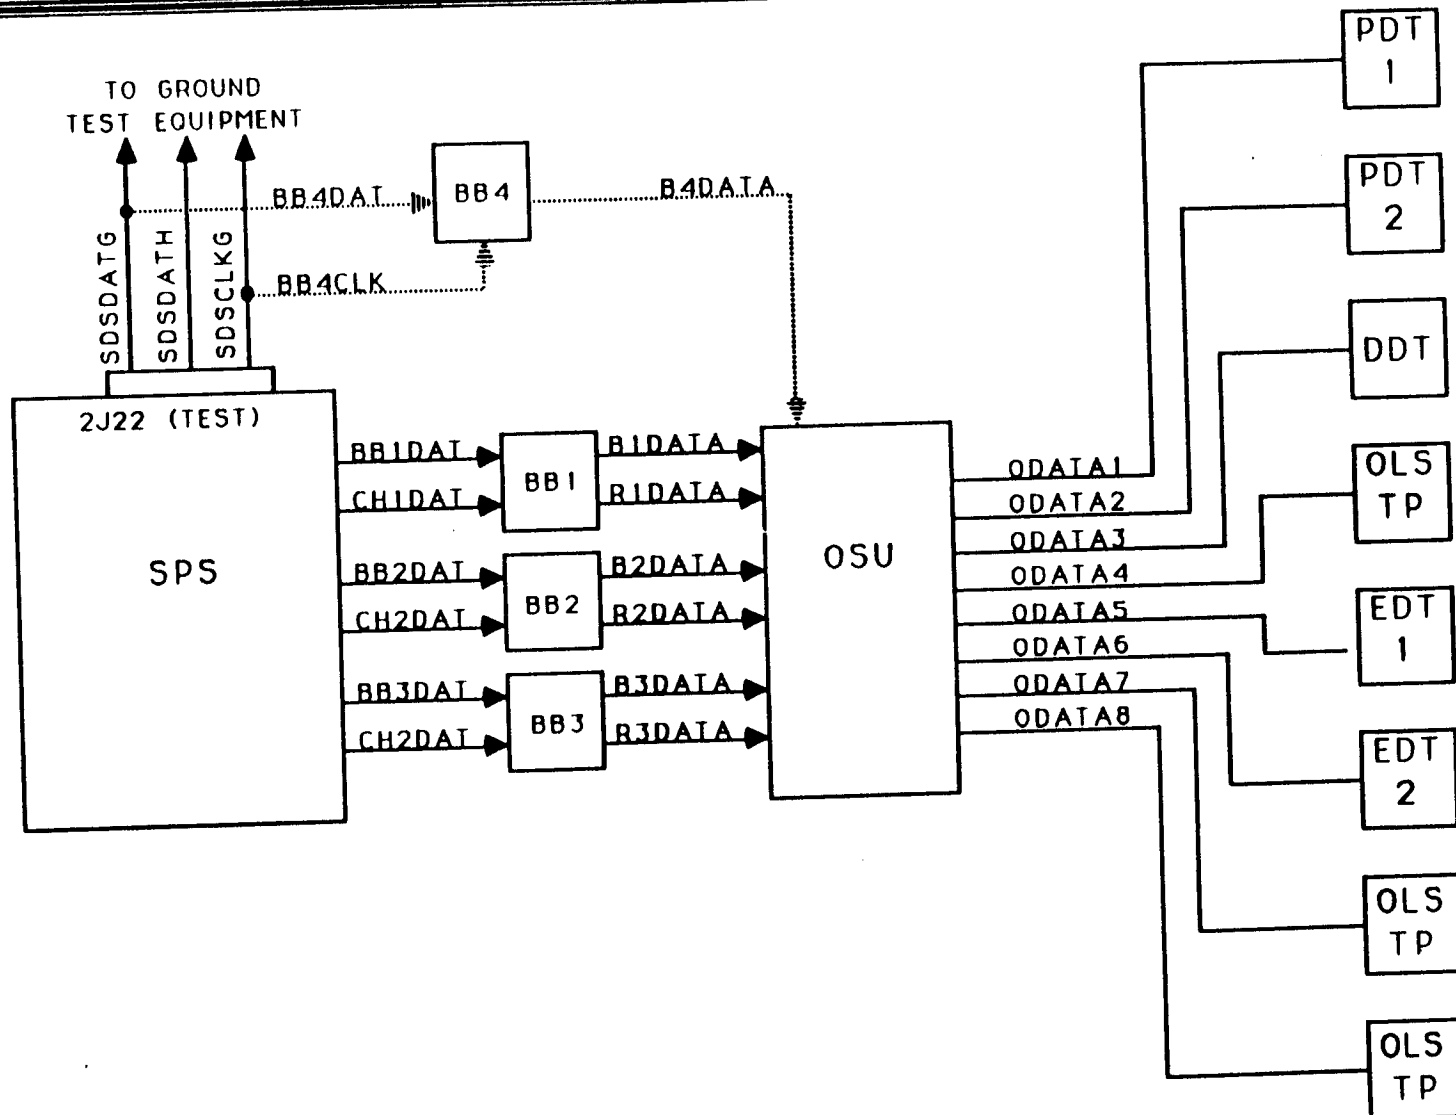 TO GROUND
TEST EQUIPMENT
SDSDATG
SDSDATH
SDSCLKG
BB4DAT
BB4CLK
BB4
B4DATA
2J22 (TEST)
SPS
BB1DAT
CH1DAT
BB1
B1DATA
R1DATA
BB2DAT
CH2DAT
BB2
B2DATA
R2DATA
BB3DAT
CH2DAT
BB3
B3DATA
R3DATA
OSU
ODATA1
ODATA2
ODATA3
ODATA4
ODATA5
ODATA6
ODATA7
ODATA8
PDT
1
PDT
2
DDT
OLS
TP
EDT
1
EDT
2
OLS
TP
OLS
TP